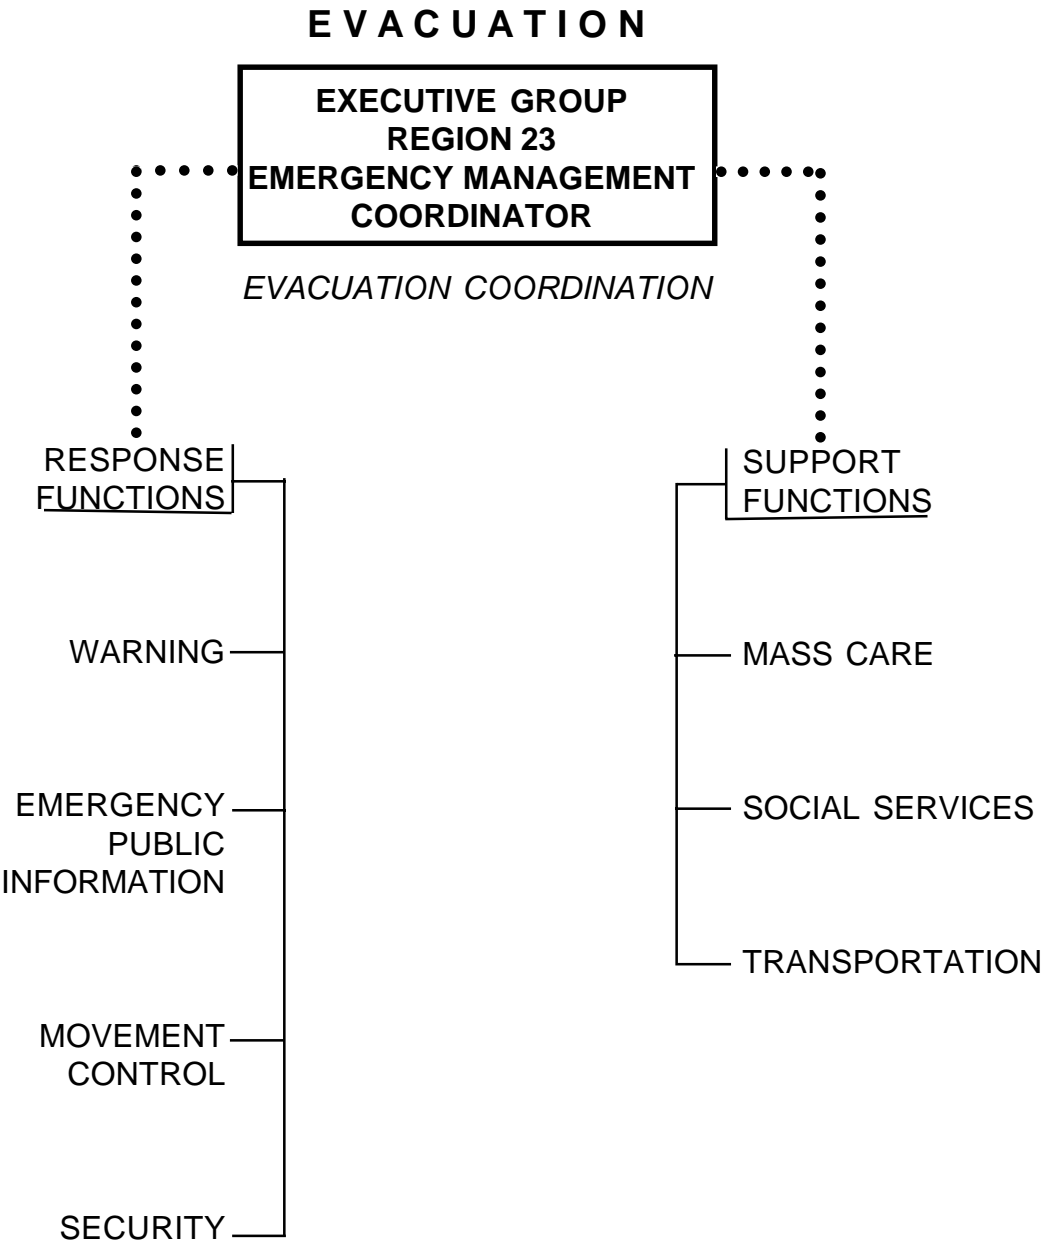 EVACUATION
EXECUTIVE GROUP
REGION 23
EMERGENCY MANAGEMENT
COORDINATOR
EVACUATION COORDINATION
RESPONSE
FUNCTIONS
WARNING
EMERGENCY
PUBLIC
INFORMATION
MOVEMENT
CONTROL
SECURITY
SUPPORT
FUNCTIONS
MASS CARE
SOCIAL SERVICES
TRANSPORTATION